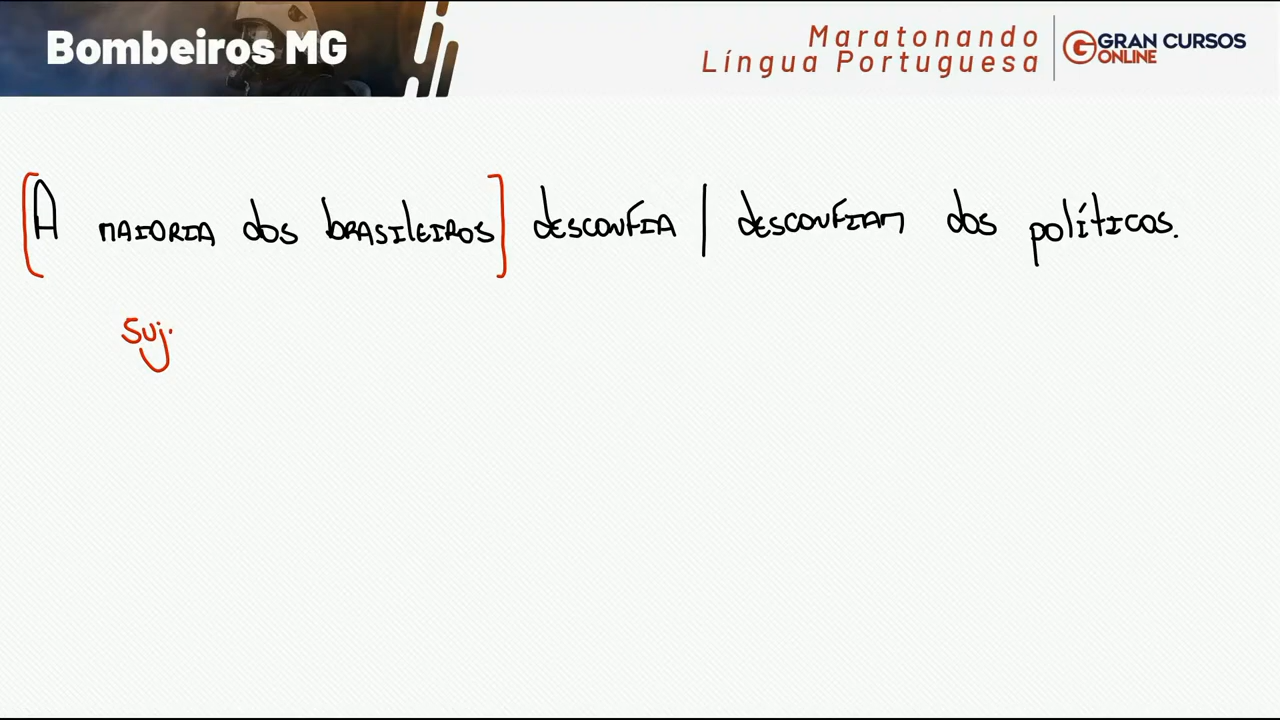 Bombeiros MG
Maratonando
Língua Portuguesa
GRAN CURSOS
ONLINE
[A maioria dos brasileiros] desconfia | desconfiam dos políticos.
Suj.